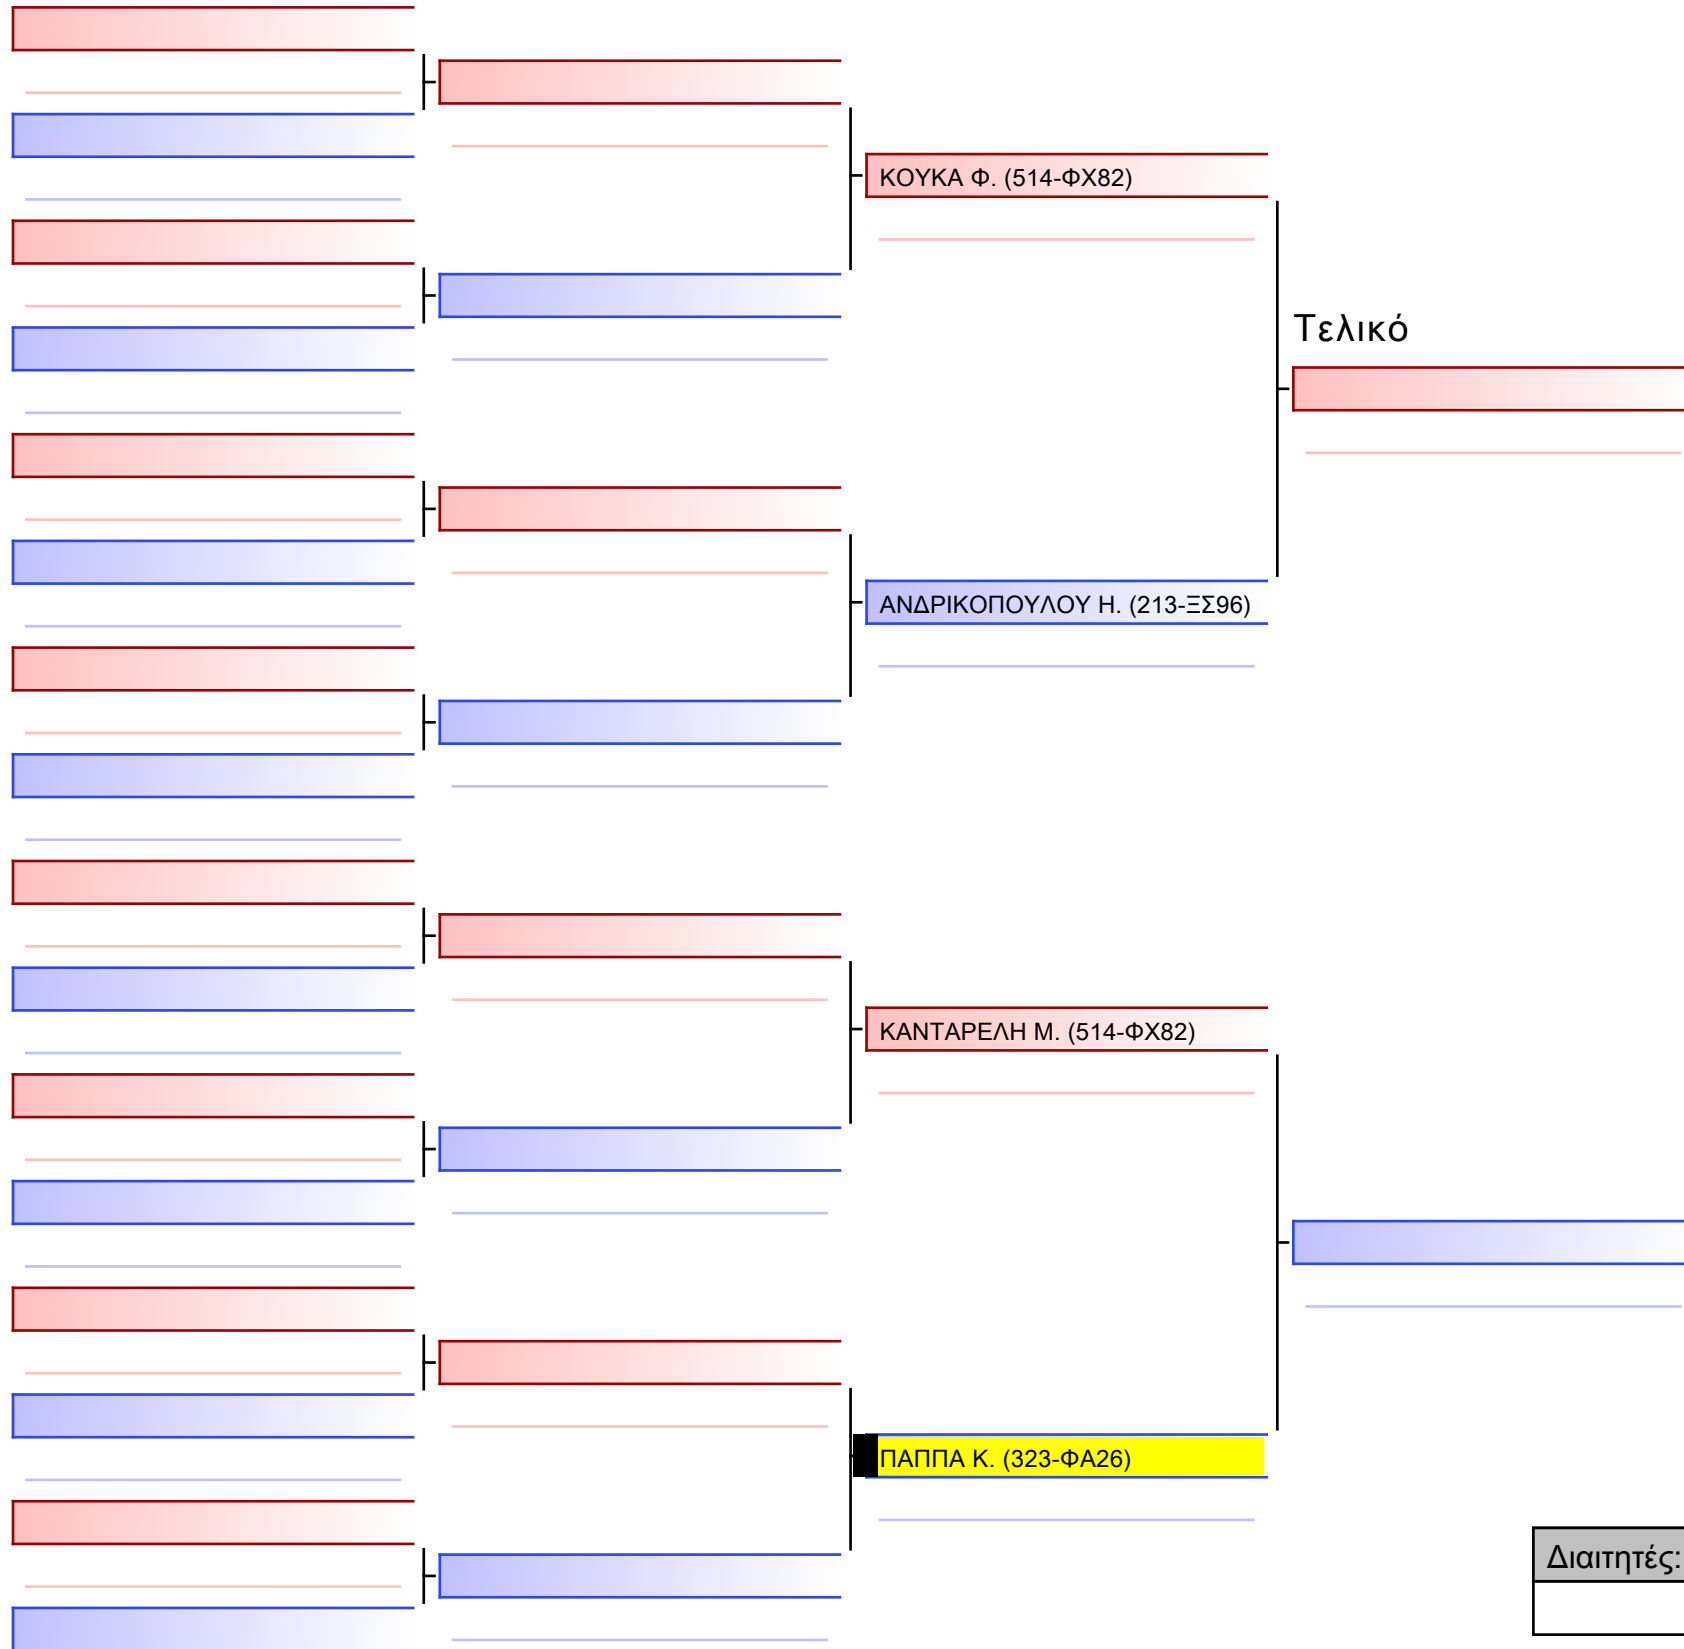 ΚΟΥΚΑ Φ. (514-ΦΧ82)
Τελικό
ΑΝΔΡΙΚΟΠΟΥΛΟΥ Η. (213-ΞΣ96)
ΚΑΝΤΑΡΕΛΗ Μ. (514-ΦΧ82)
ΠΑΠΠΑ Κ. (323-ΦΑ26)
Διαιτητές: